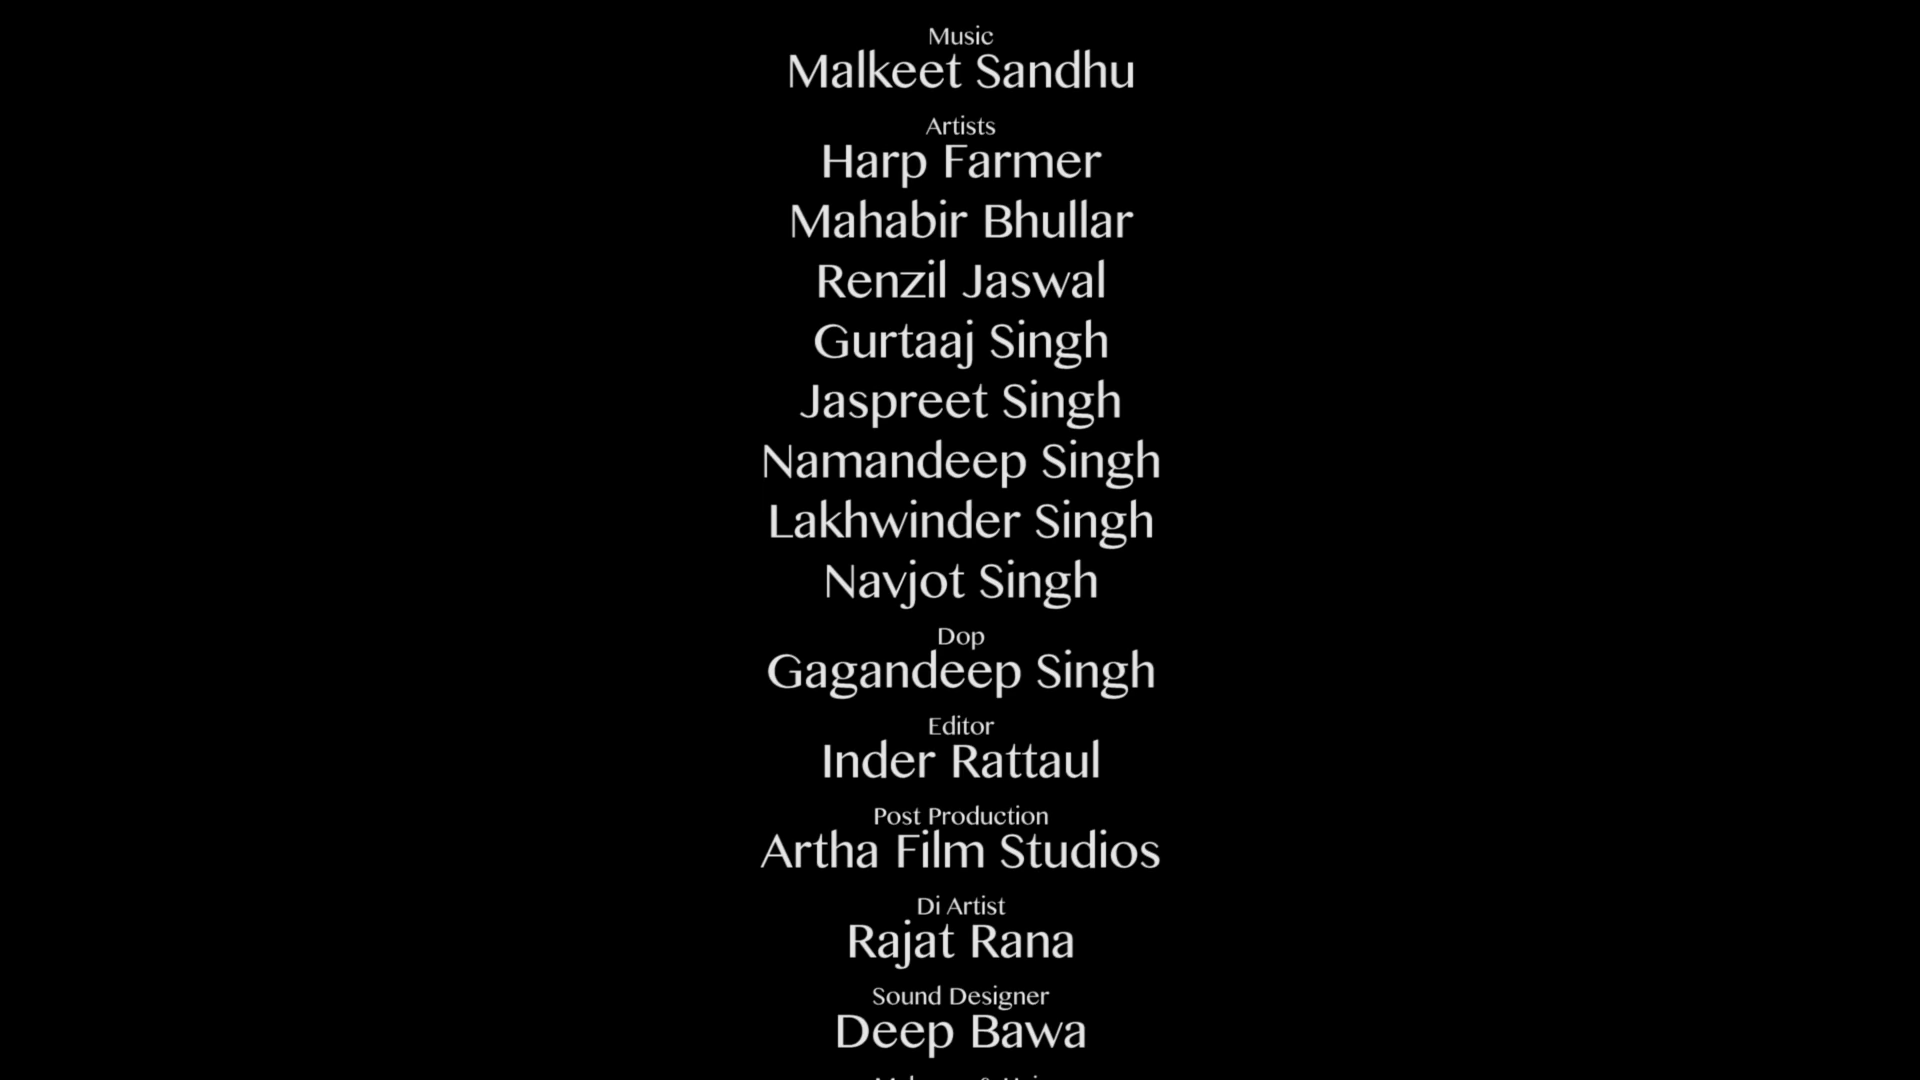 Music
Malkeet Sandhu
Artists
Harp Farmer
Mahabir Bhullar
Renzil Jaswal
Gurtaaj Singh
Jaspreet Singh
Namandeep Singh
Lakhwinder Singh
Navjot Singh
Dop
Gagandeep Singh
Editor
Inder Rattaul
Post Production
Artha Film Studios
Di Artist
Rajat Rana
Sound Designer
Deep Bawa